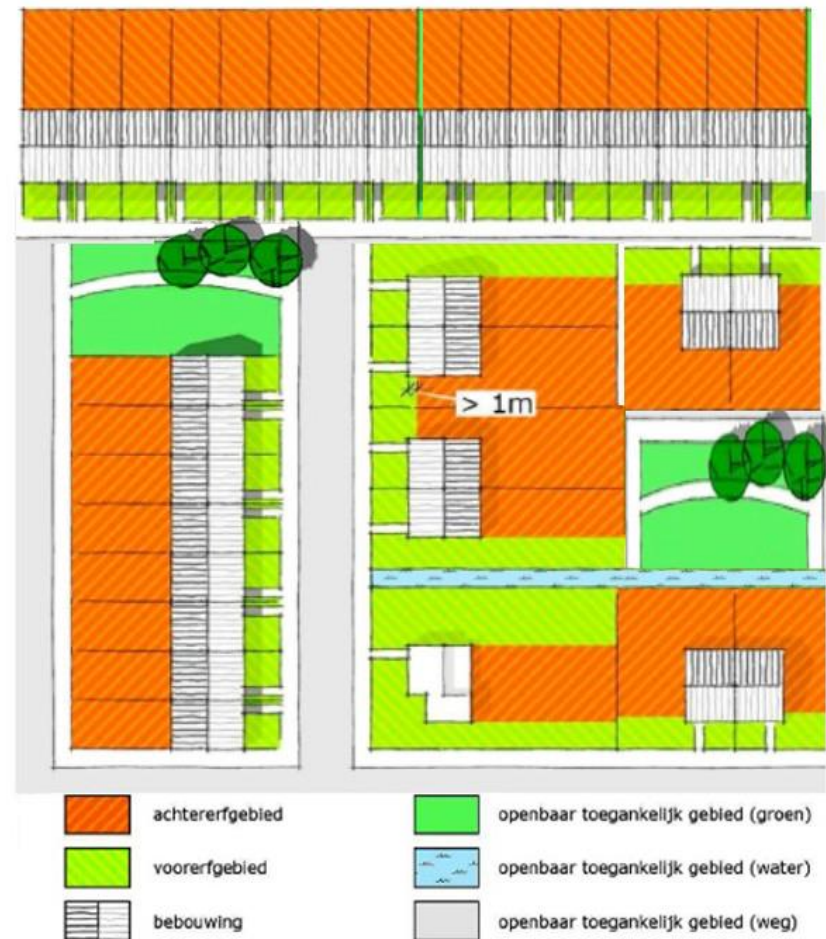 > 1m
achtererfgebied
openbaar toegankelijk gebied (groen)
voorerfgebied
openbaar toegankelijk gebied (water)
bebouwing
openbaar toegankelijk gebied (weg)